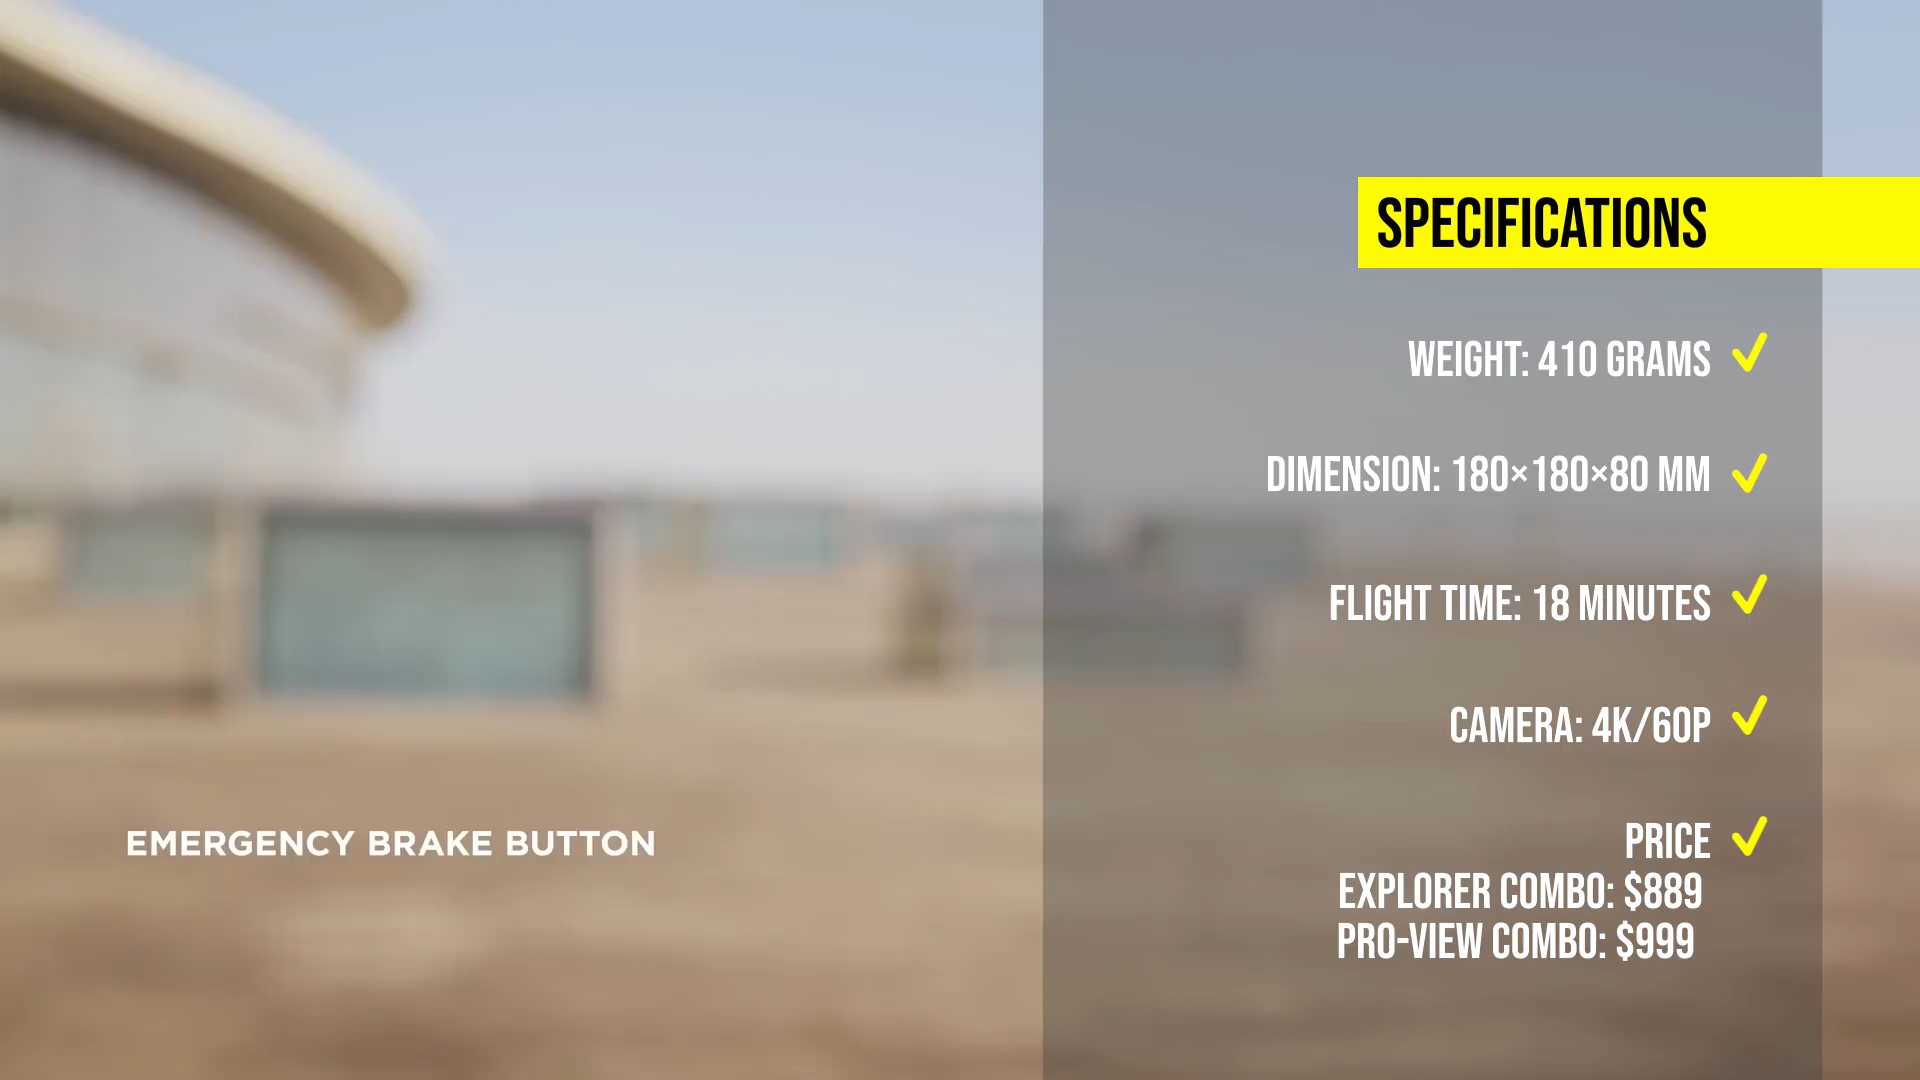 SPECIFICATIONS
WEIGHT: 410 GRAMS
DIMENSION: 180×180×80 MM
FLIGHT TIME: 18 MINUTES
CAMERA: 4K/60P
PRICE
EXPLORER COMBO: $889
PRO-VIEW COMBO: $999
EMERGENCY BRAKE BUTTON